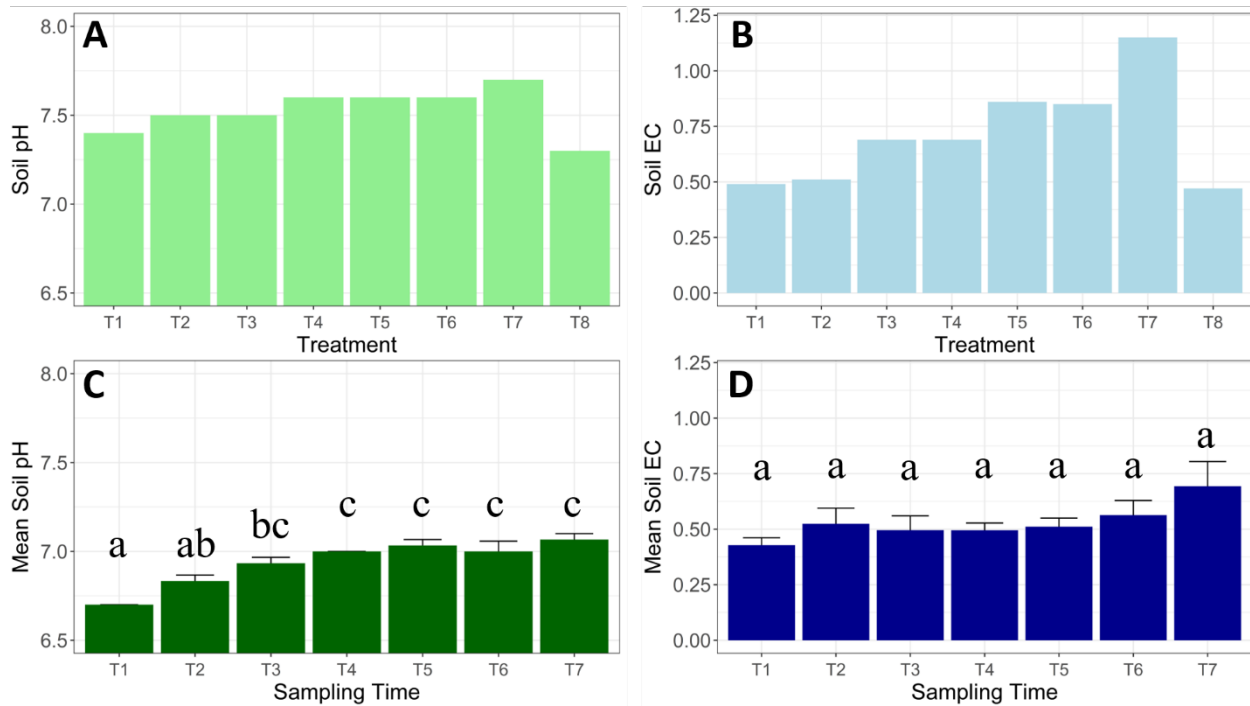 A
8.0
7.5
7.0
6.5
Soil pH
T1 T2 T3 T4 T5 T6 T7 T8
Treatment
B
1.25
1.00
0.75
0.50
0.25
0.00
Soil EC
T1 T2 T3 T4 T5 T6 T7 T8
Treatment
C
8.0
7.5
7.0
6.5
Mean Soil pH
a ab bc c c c c
T1 T2 T3 T4 T5 T6 T7
Sampling Time
D
1.25
1.00
0.75
0.50
0.25
0.00
Mean Soil EC
a a a a a a a
T1 T2 T3 T4 T5 T6 T7
Sampling Time